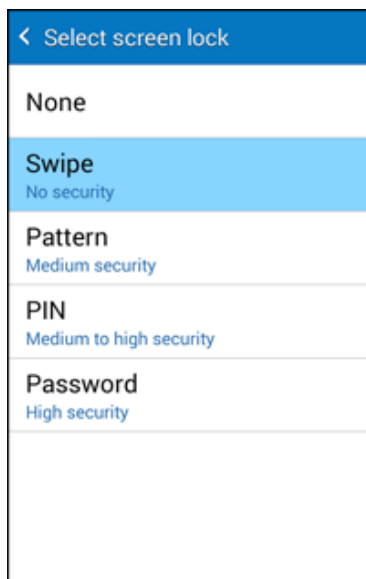 Select screen lock
None
Swipe
No security
Pattern
Medium security
PIN
Medium to high security
Password
High security